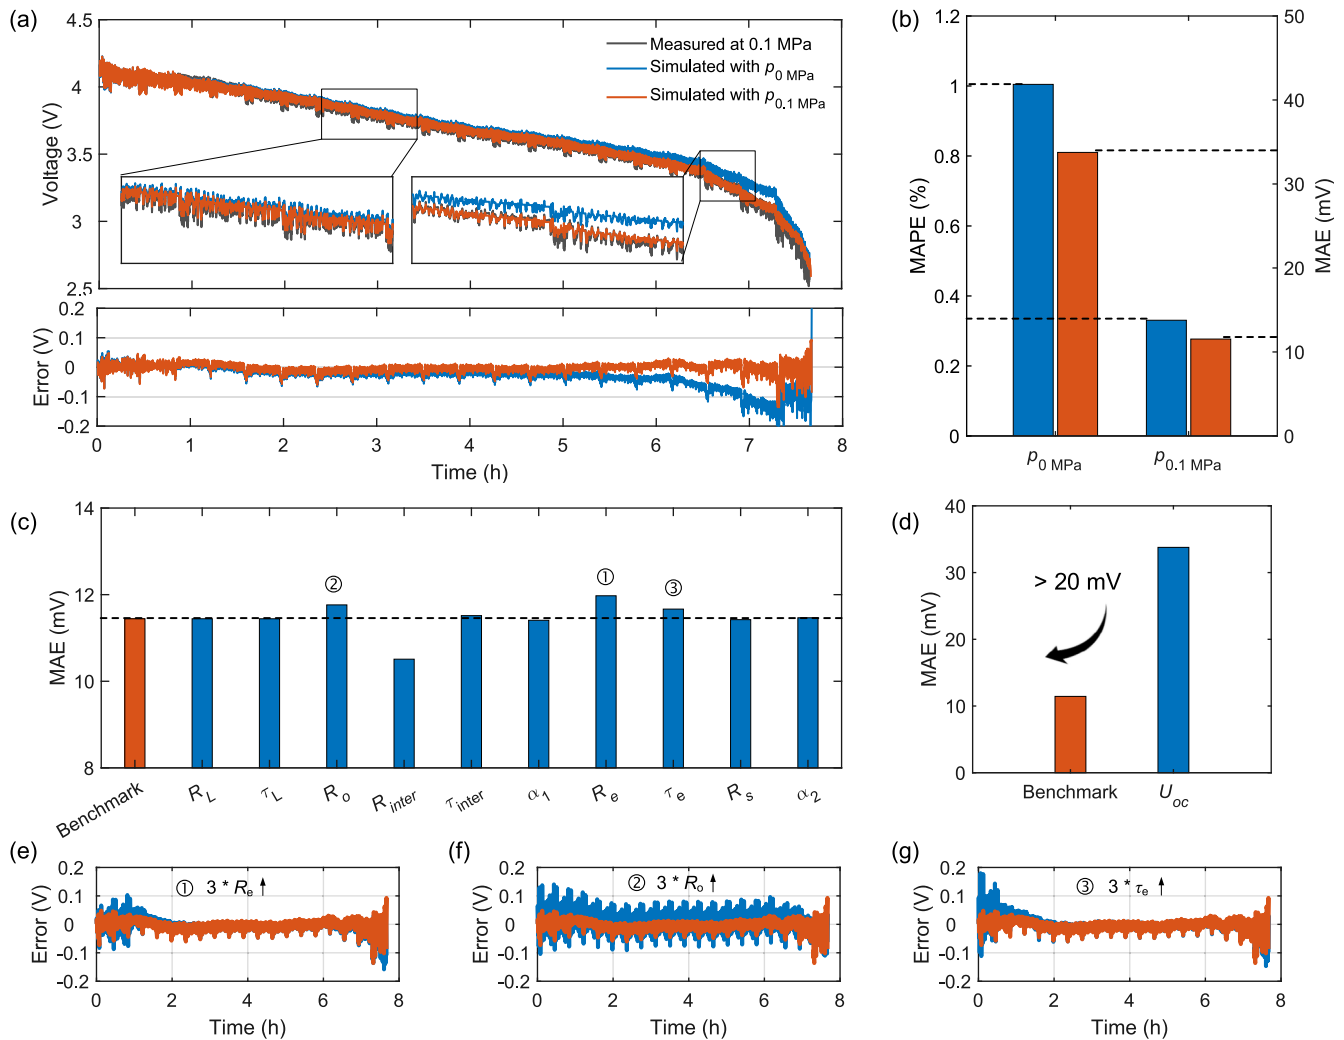 (a)
4.5
4
3.5
3
2.5
Voltage (V)
Measured at 0.1 MPa
Simulated with p0 MPa
Simulated with p0.1 MPa
0.2
0.1
0
-0.1
-0.2
Error (V)
0 1 2 3 4 5 6 7 8
Time (h)
(b)
1.2
1
0.8
0.6
0.4
0.2
0
MAPE (%)
50
40
30
20
10
0
MAE (mV)
p0 MPa p0.1 MPa
(c)
14
12
10
8
MAE (mV)
② ① ③
Benchmark RL τL Ro Rinter τinter α1 Re τe Rs α2
(d)
40
30
20
10
0
MAE (mV)
> 20 mV
Benchmark Uoc
(e)
0.2
0.1
0
-0.1
-0.2
Error (V)
① 3 * Re ↑
0 2 4 6 8
Time (h)
(f)
0.2
0.1
0
-0.1
-0.2
Error (V)
② 3 * Ro ↑
0 2 4 6 8
Time (h)
(g)
0.2
0.1
0
-0.1
-0.2
Error (V)
③ 3 * τe ↑
0 2 4 6 8
Time (h)